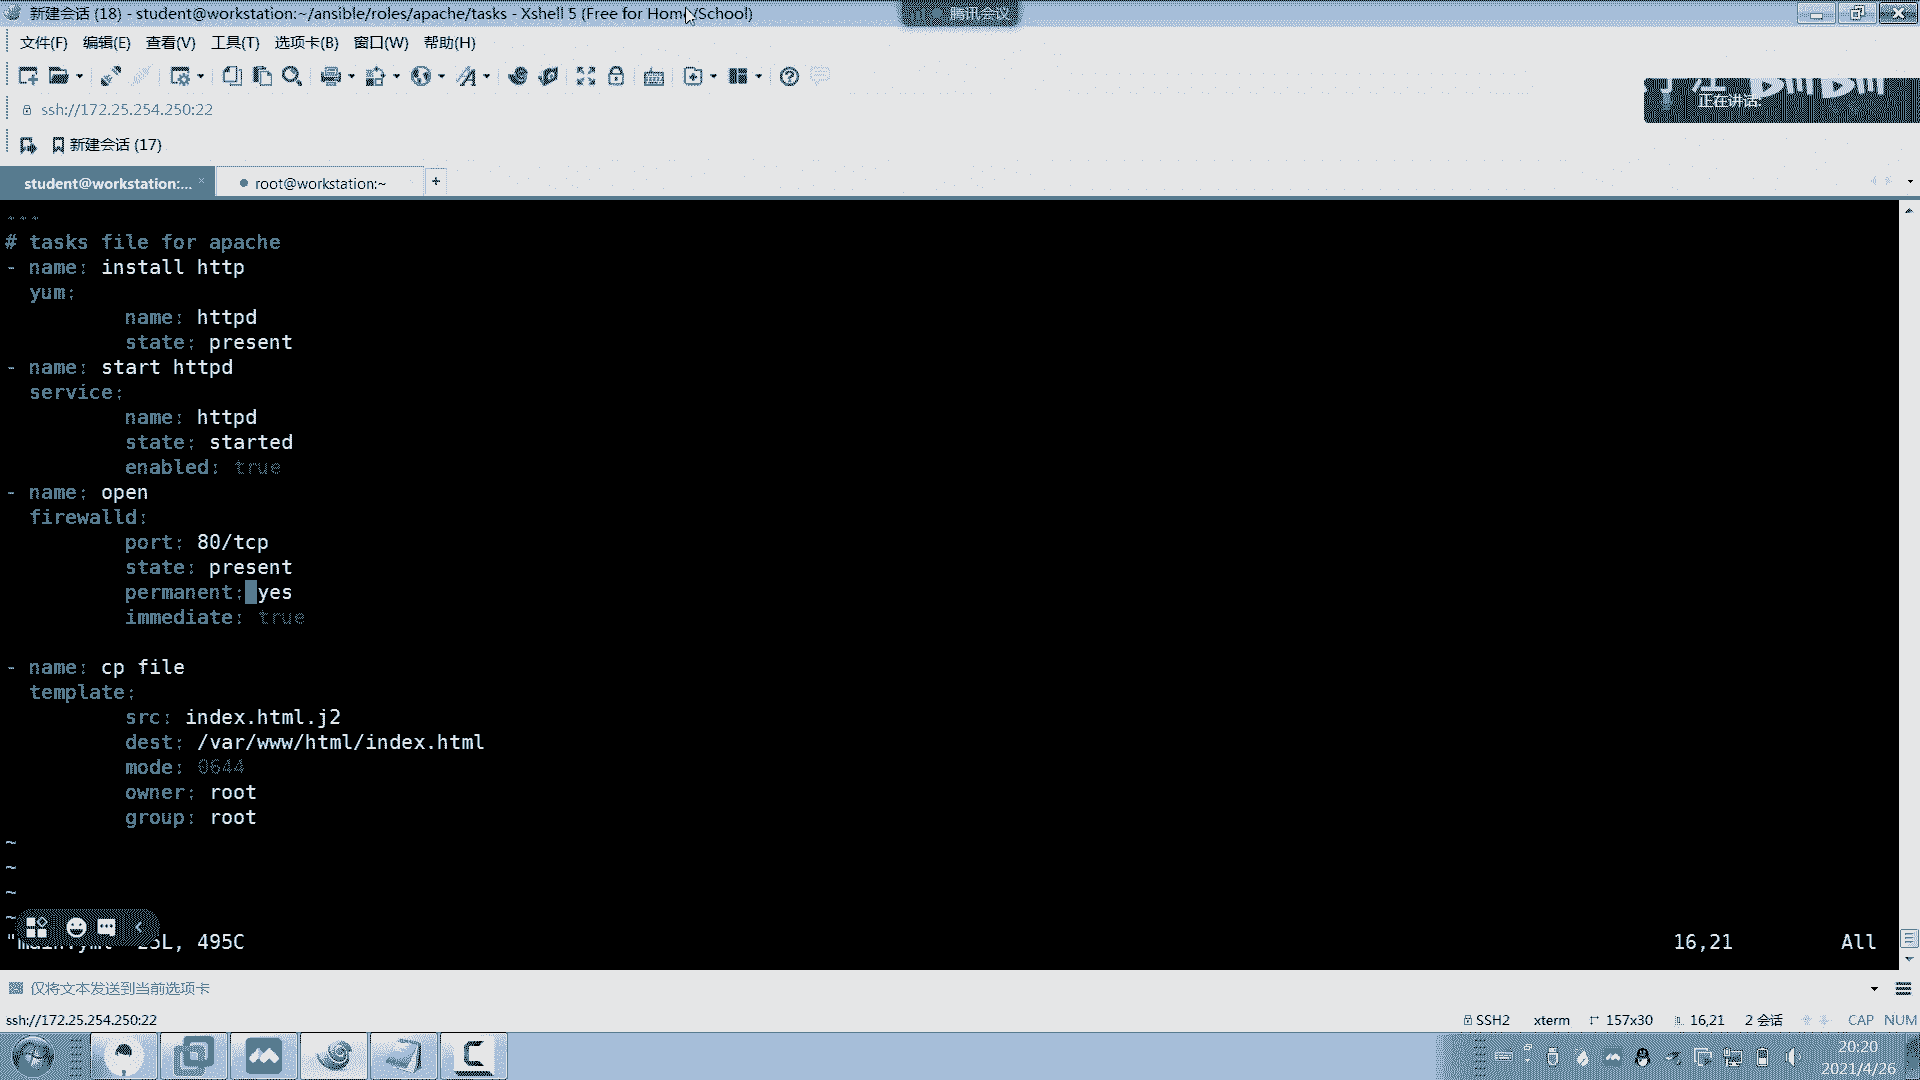 新建会话 (18) - student@workstation:~/ansible/roles/apache/tasks - Xshell 5 (Free for Home/School)
腾讯会议
文件(F) 编辑(E) 查看(V) 工具(T) 选项卡(B) 窗口(W) 帮助(H)
正在讲话:
ssh://172.25.254.250:22
新建会话 (17)
student@workstation:... × root@workstation:~ +
---
# tasks file for apache
- name: install http
  yum:
          name: httpd
          state: present
- name: start httpd
  service:
          name: httpd
          state: started
          enabled: true
- name: open
  firewalld:
          port: 80/tcp
          state: present
          permanent: yes
          immediate: true
- name: cp file
  template:
          src: index.html.j2
          dest: /var/www/html/index.html
          mode: 0644
          owner: root
          group: root
~
~
~
~
L, 495C 16,21 All
仅将文本发送到当前选项卡
ssh://172.25.254.250:22 SSH2 xterm 157x30 16,21 2 会话 CAP NUM
20:20
2021/4/26